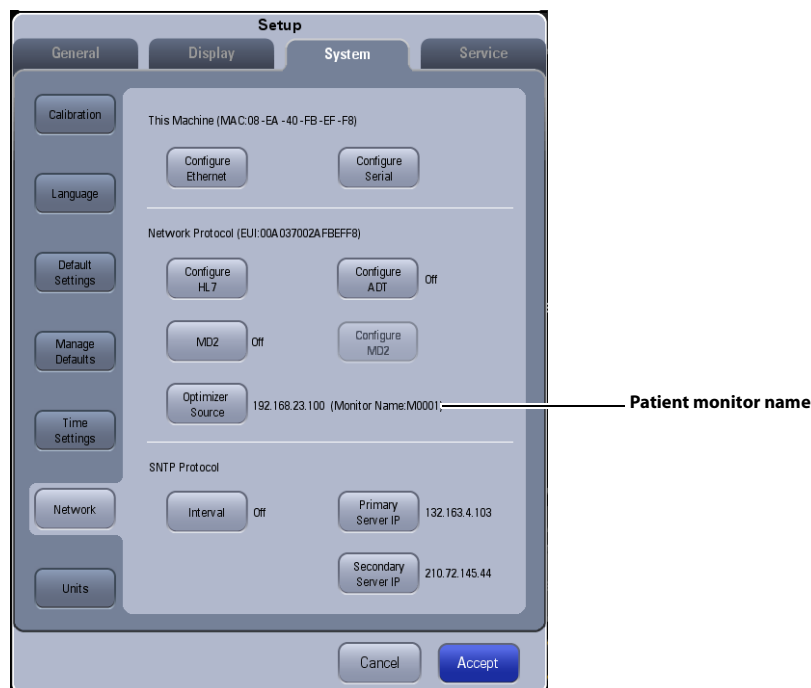 Setup
General Display System Service
Calibration
Language
Default
Settings
Manage
Defaults
Time
Settings
Network
Units
This Machine (MAC:08-EA-40-FB-EF-F8)
Configure
Ethernet
Configure
Serial
Network Protocol (EUI:00A037002AFBEFF8)
Configure
HL7
Configure
ADT
Off
MD2
Off
Configure
MD2
Optimizer
Source
192.168.23.100 (Monitor Name:M0001)
Patient monitor name
SNTP Protocol
Interval
Off
Primary
Server IP
132.163.4.103
Secondary
Server IP
210.72.145.44
Cancel Accept